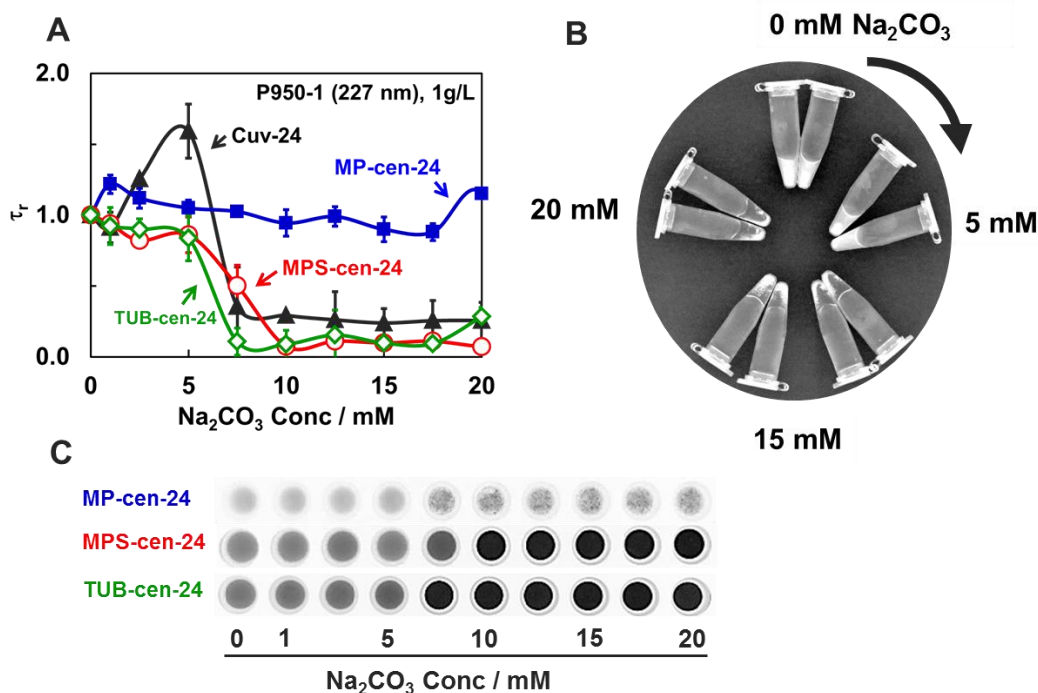 A
2.0
1.0
0.0
τr
P950-1 (227 nm), 1g/L
Cuv-24
MP-cen-24
MPS-cen-24
TUB-cen-24
0 5 10 15 20
Na₂CO₃ Conc / mM
B
0 mM Na₂CO₃
5 mM
15 mM
20 mM
C
MP-cen-24
MPS-cen-24
TUB-cen-24
0 1 5 10 15 20
Na₂CO₃ Conc / mM